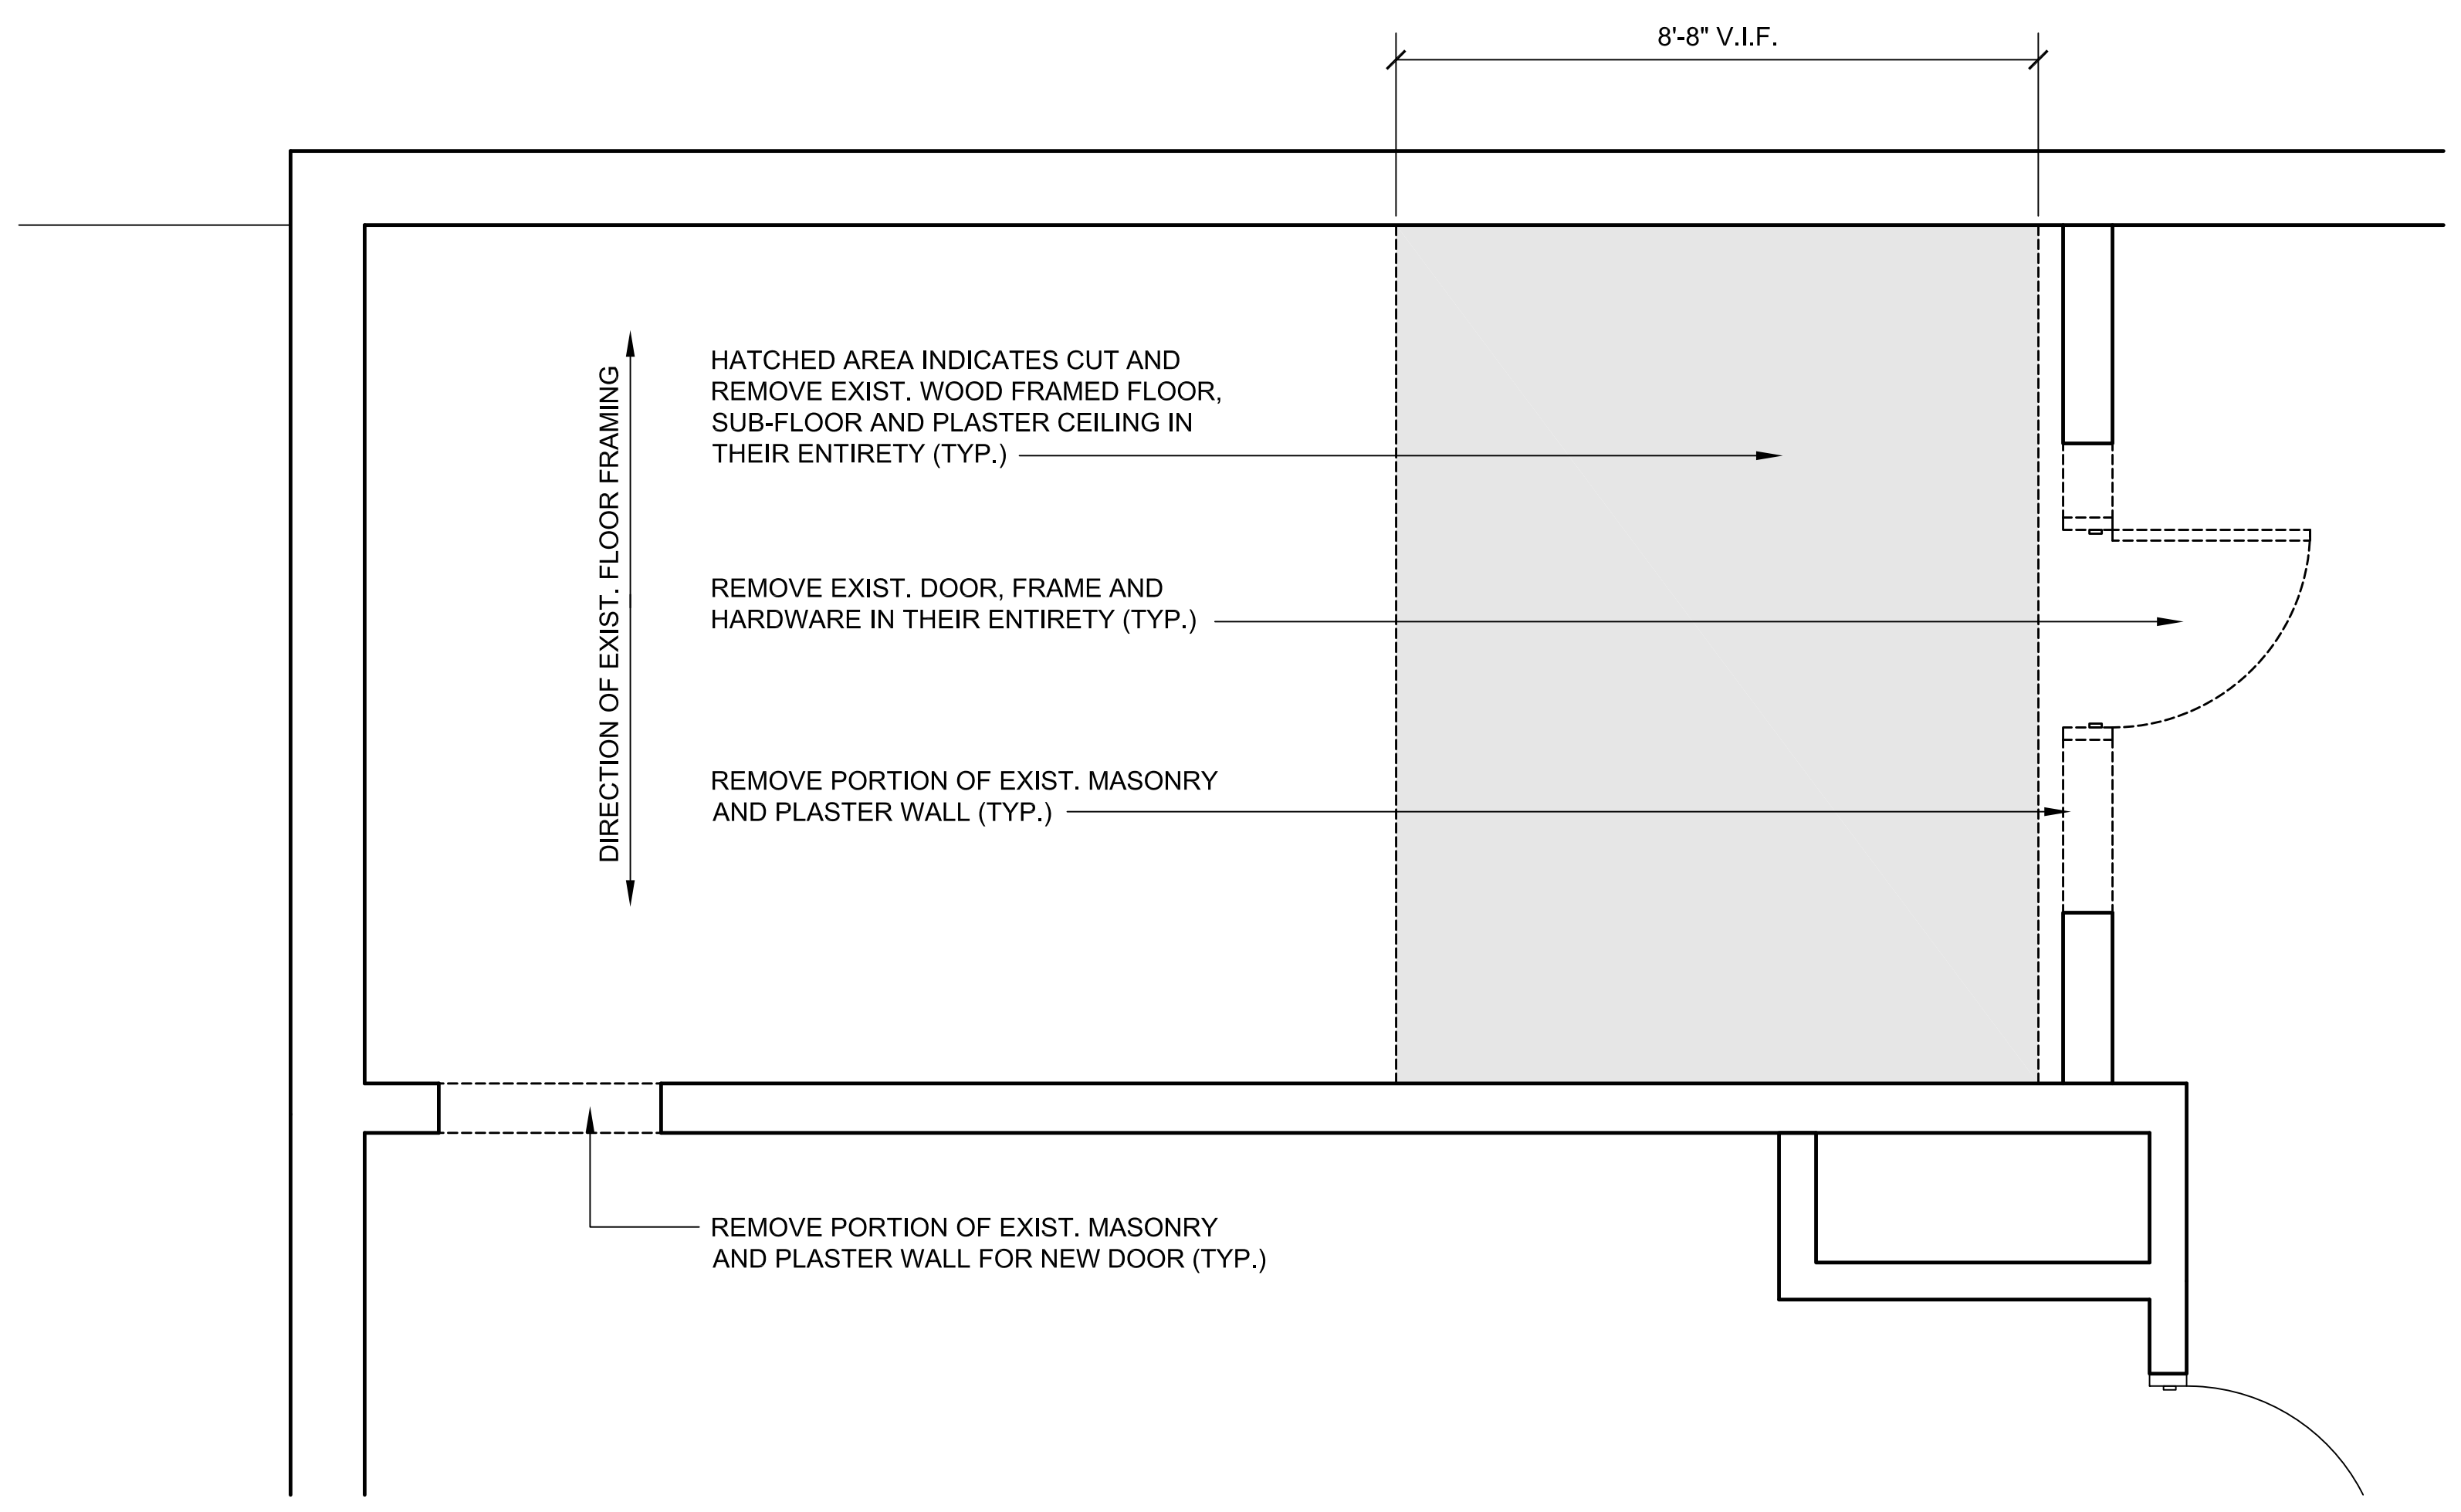 8'-8" V.I.F.
HATCHED AREA INDICATES CUT AND
REMOVE EXIST. WOOD FRAMED FLOOR,
SUB-FLOOR AND PLASTER CEILING IN
THEIR ENTIRETY (TYP.)
DIRECTION OF EXIST. FLOOR FRAMING
REMOVE EXIST. DOOR, FRAME AND
HARDWARE IN THEIR ENTIRETY (TYP.)
REMOVE PORTION OF EXIST. MASONRY
AND PLASTER WALL (TYP.)
REMOVE PORTION OF EXIST. MASONRY
AND PLASTER WALL FOR NEW DOOR (TYP.)